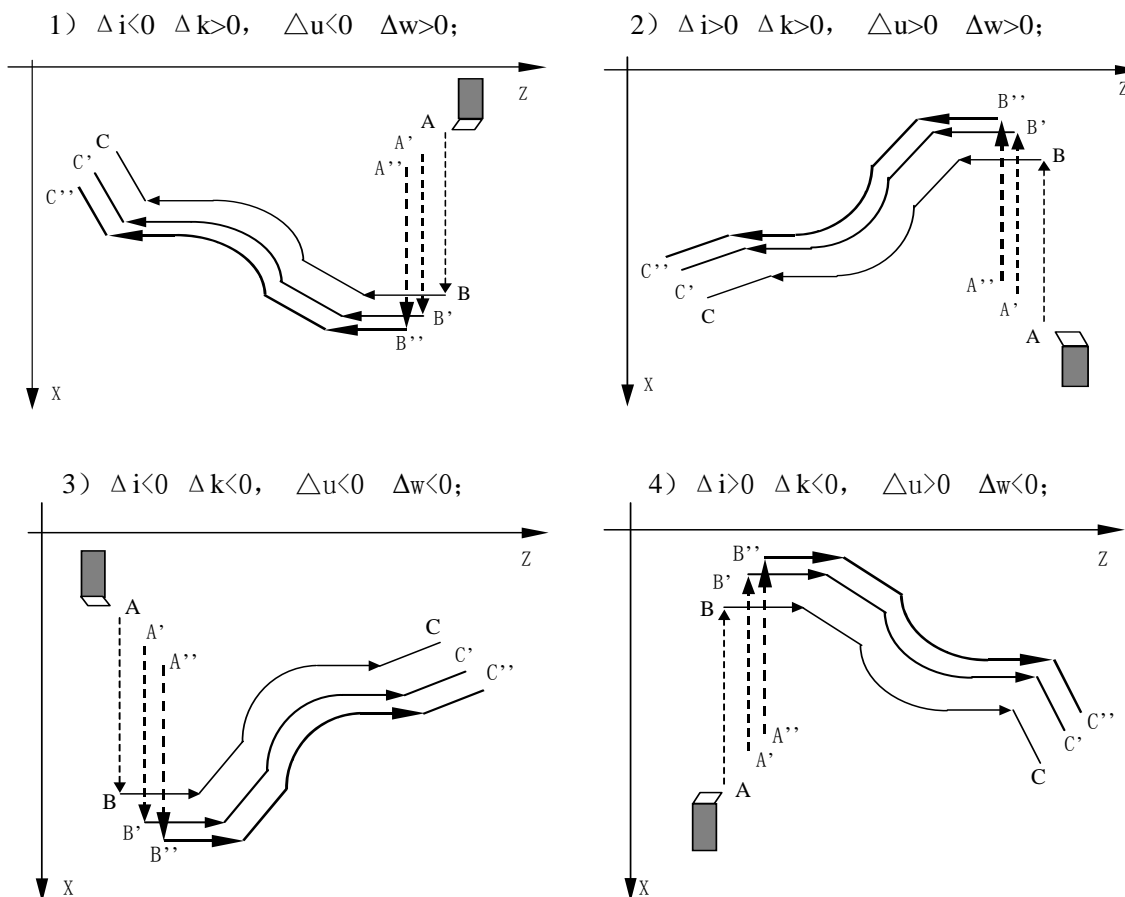 1) Δi<0 Δk>0, △u<0 Δw>0;
Z
A
A'
A''
C
C'
C''
B
B'
B''
X
2) Δi>0 Δk>0, △u>0 Δw>0;
Z
B''
B'
B
C''
C'
C
A''
A'
A
X
3) Δi<0 Δk<0, △u<0 Δw<0;
Z
A
A'
A''
C
C'
C''
B
B'
B''
X
4) Δi>0 Δk<0, △u>0 Δw<0;
Z
B''
B'
B
A''
A'
A
C''
C'
C
X